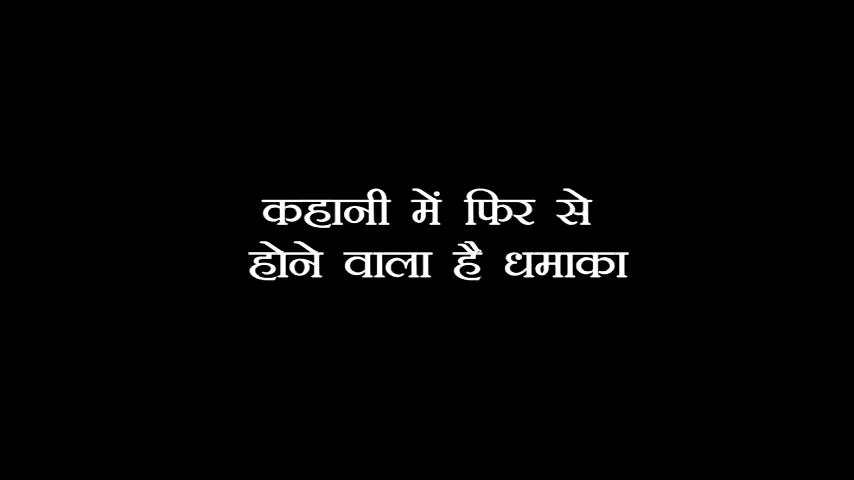 कहानी में फिर से
होने वाला है धमाका